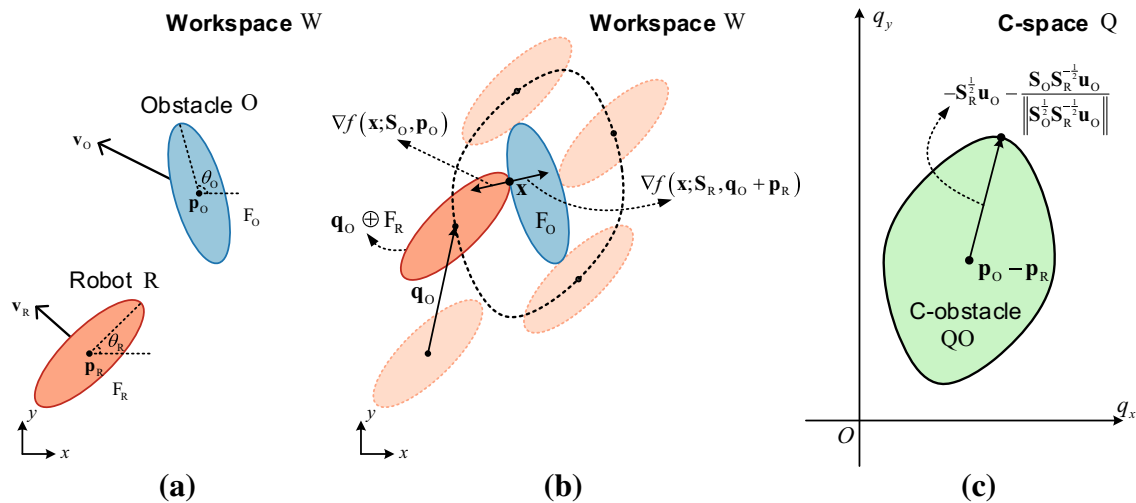 Workspace W
Obstacle O
v_O
θ_O
p_O
F_O
Robot R
v_R
θ_R
p_R
F_R
y
x
(a)
Workspace W
∇f(x; S_O, p_O)
x
∇f(x; S_R, q_O + p_R)
F_O
q_O ⊕ F_R
q_O
y
x
(b)
q_y
C-space Q
−S_R^{1/2} u_O − S_O S_R^{-1/2} u_O / ‖S_O^{1/2} S_R^{-1/2} u_O‖
p_O − p_R
C-obstacle
QO
q_x
O
(c)